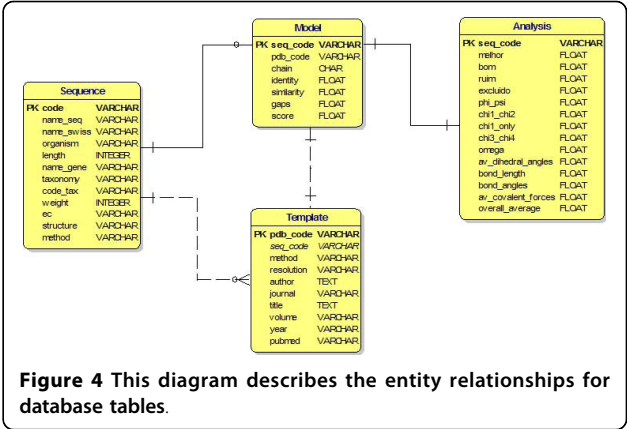 Model
PK seq_code VARCHAR
pdb_code VARCHAR
chain CHAR
identity FLOAT
similarity FLOAT
gaps FLOAT
score FLOAT
Analysis
PK seq_code VARCHAR
melhor FLOAT
bom FLOAT
ruim FLOAT
excluido FLOAT
phi_psi FLOAT
chi1_chi2 FLOAT
chi1_only FLOAT
chi3_chi4 FLOAT
omega FLOAT
av_dihedral_angles FLOAT
bond_length FLOAT
bond_angles FLOAT
av_covalent_forces FLOAT
overall_average FLOAT
Sequence
PK code VARCHAR
name_seq VARCHAR
name_swiss VARCHAR
organism VARCHAR
length INTEGER
name_gene VARCHAR
taxonomy VARCHAR
code_tax VARCHAR
weight INTEGER
ec VARCHAR
structure VARCHAR
method VARCHAR
Template
PK pdb_code VARCHAR
seq_code VARCHAR
method VARCHAR
resolution VARCHAR
author TEXT
journal VARCHAR
title TEXT
volume VARCHAR
year VARCHAR
pubmed VARCHAR
Figure 4 This diagram describes the entity relationships for
database tables.